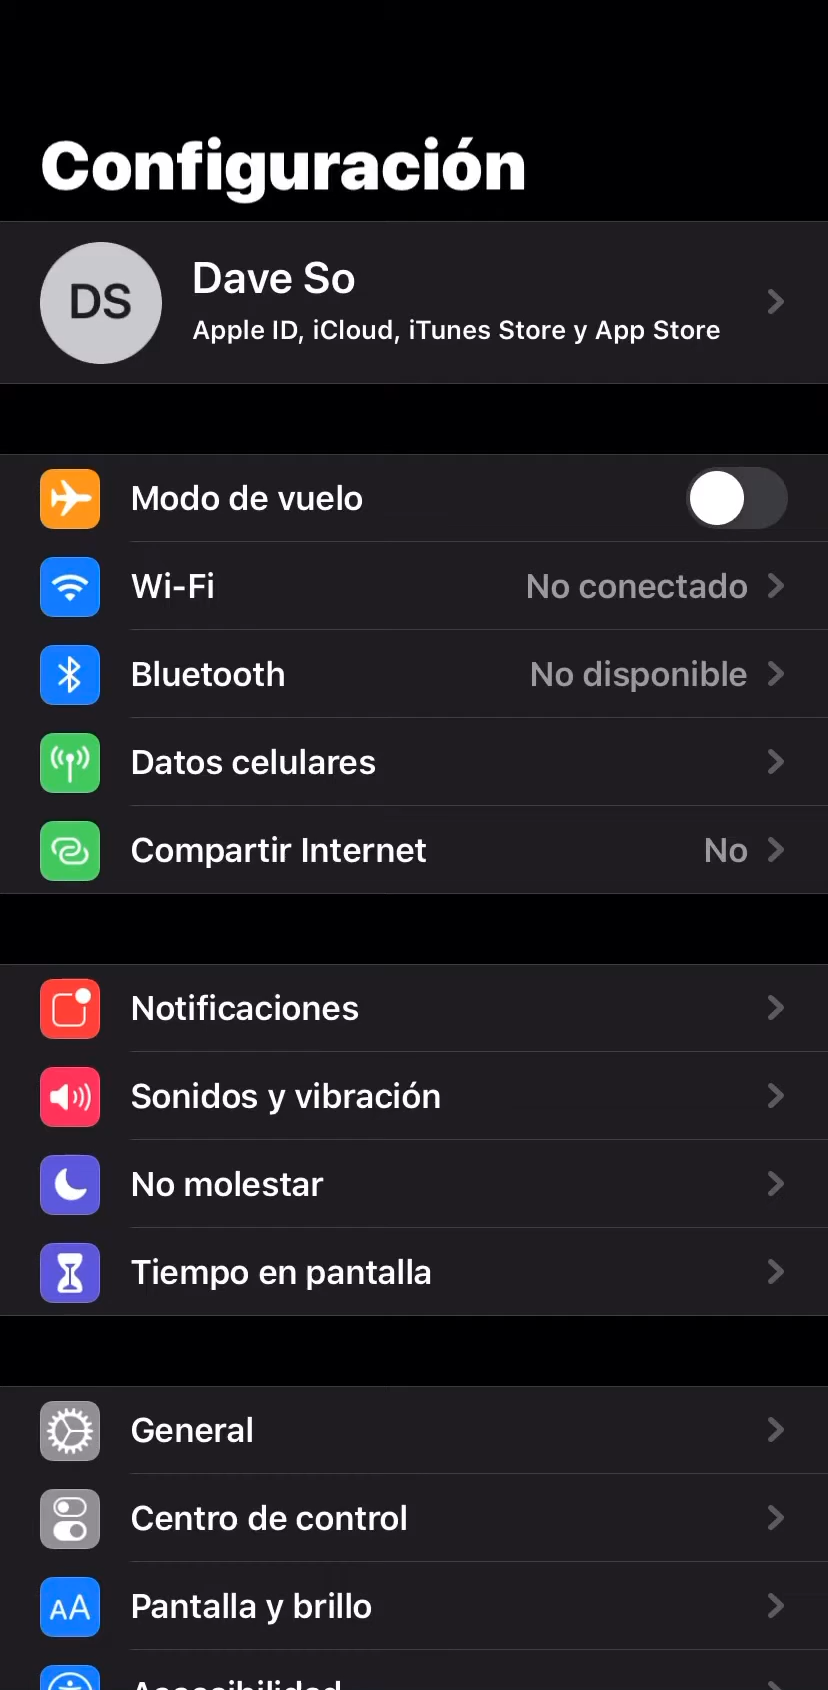 Configuración
DS
Dave So
Apple ID, iCloud, iTunes Store y App Store
Modo de vuelo
Wi-Fi No conectado
Bluetooth No disponible
Datos celulares
Compartir Internet No
Notificaciones
Sonidos y vibración
No molestar
Tiempo en pantalla
General
Centro de control
AA Pantalla y brillo
Accesibilidad